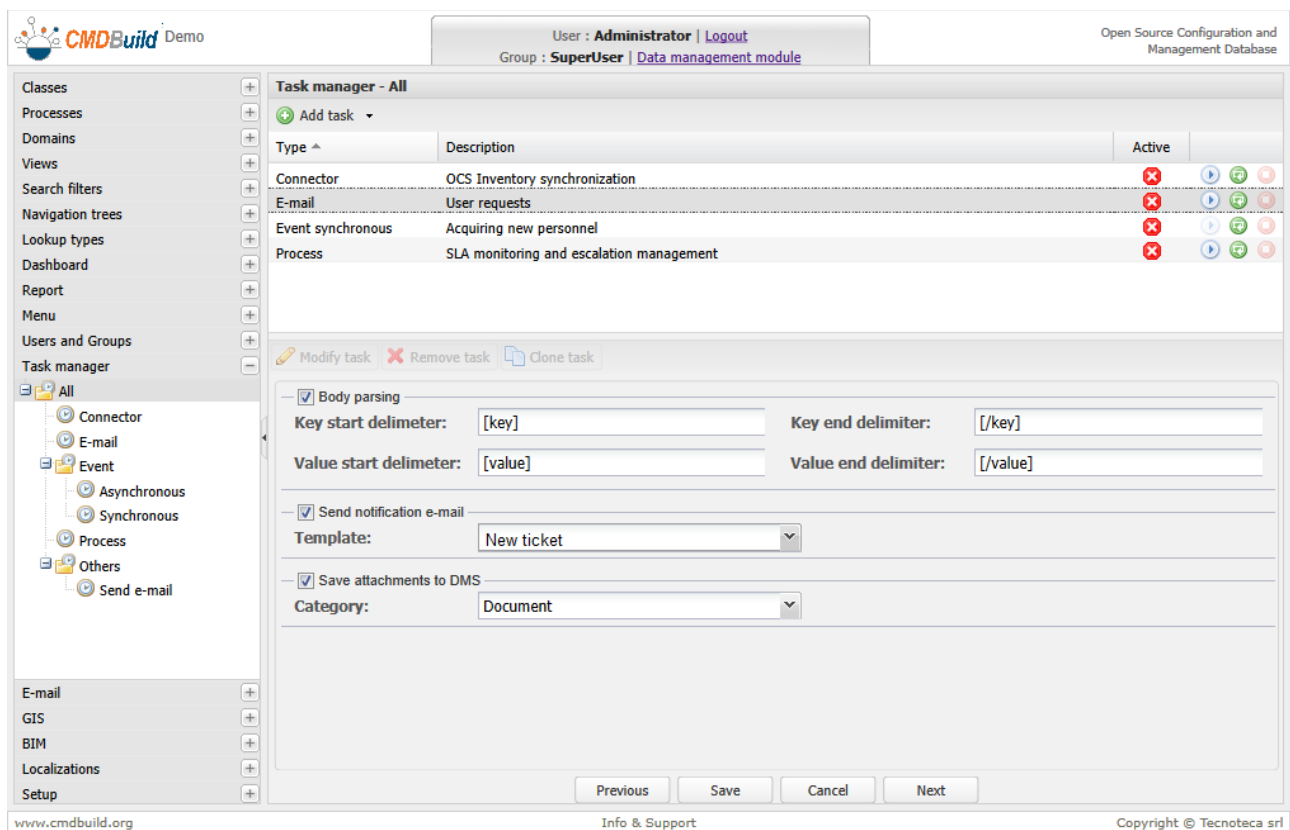 CMDBuild Demo
User : Administrator | Logout
Group : SuperUser | Data management module
Open Source Configuration and
Management Database
Classes
Processes
Domains
Views
Search filters
Navigation trees
Lookup types
Dashboard
Report
Menu
Users and Groups
Task manager
All
Connector
E-mail
Event
Asynchronous
Synchronous
Process
Others
Send e-mail
E-mail
GIS
BIM
Localizations
Setup
Task manager - All
Add task
Type Description Active
Connector OCS Inventory synchronization
E-mail User requests
Event synchronous Acquiring new personnel
Process SLA monitoring and escalation management
Modify task Remove task Clone task
Body parsing
Key start delimeter: [key] Key end delimiter: [/key]
Value start delimeter: [value] Value end delimiter: [/value]
Send notification e-mail
Template: New ticket
Save attachments to DMS
Category: Document
Previous Save Cancel Next
www.cmdbuild.org Info & Support Copyright © Tecnoteca srl